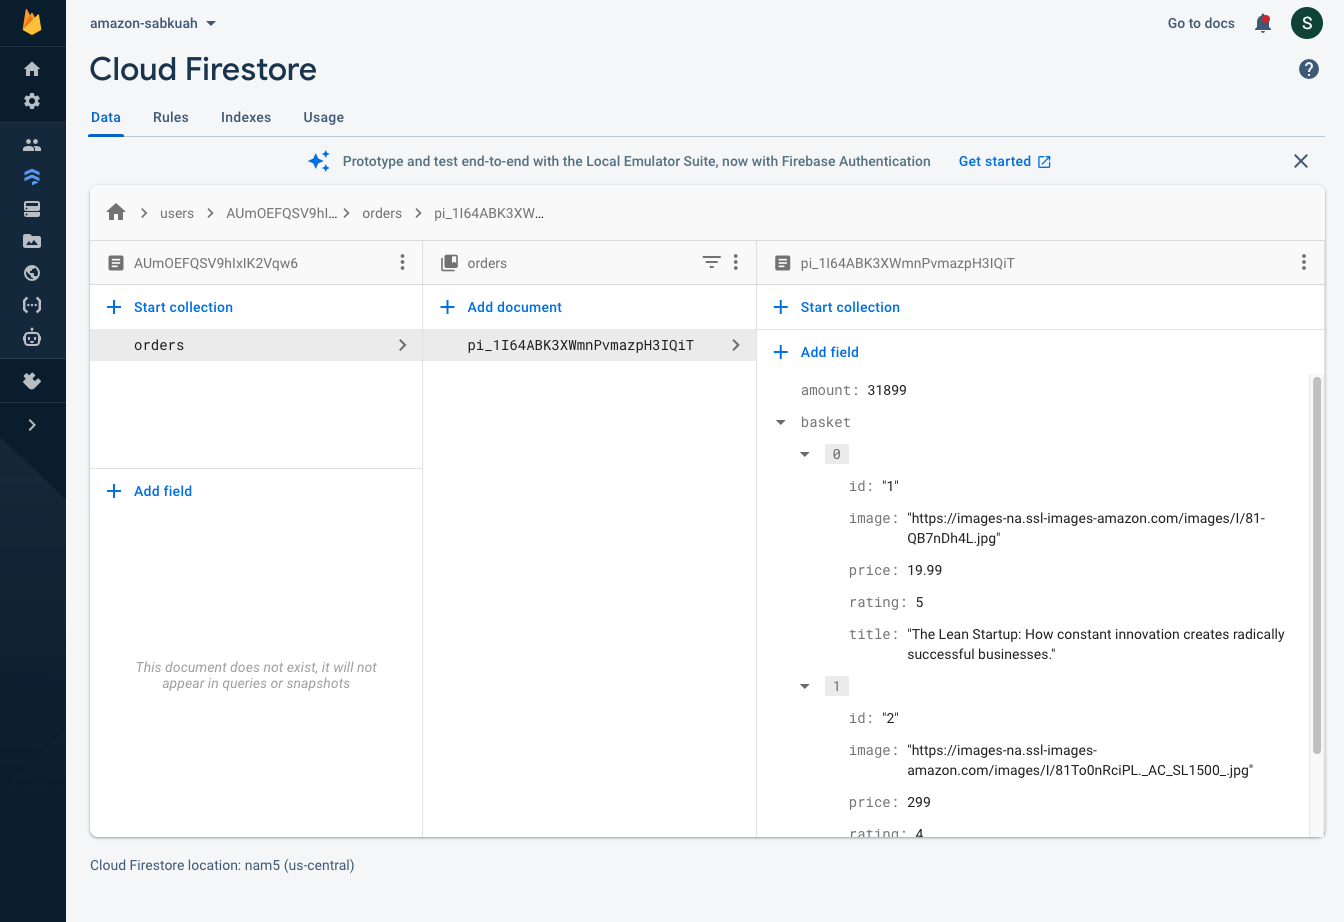 amazon-sabkuah
Go to docs
S
Cloud Firestore
?
Data Rules Indexes Usage
Prototype and test end-to-end with the Local Emulator Suite, now with Firebase Authentication Get started
users AUmOEFQSV9hI... orders pi_1I64ABK3XW...
AUmOEFQSV9hIxIK2Vqw6
orders
pi_1I64ABK3XWmnPvmazpH3IQiT
Start collection
Add document
Start collection
orders
pi_1I64ABK3XWmnPvmazpH3IQiT
Add field
amount: 31899
basket
0
id: "1"
image: "https://images-na.ssl-images-amazon.com/images/I/81-
QB7nDh4L.jpg"
price: 19.99
rating: 5
title: "The Lean Startup: How constant innovation creates radically
successful businesses."
1
id: "2"
image: "https://images-na.ssl-images-
amazon.com/images/I/81To0nRciPL._AC_SL1500_.jpg"
price: 299
rating: 4
Add field
This document does not exist, it will not
appear in queries or snapshots
Cloud Firestore location: nam5 (us-central)